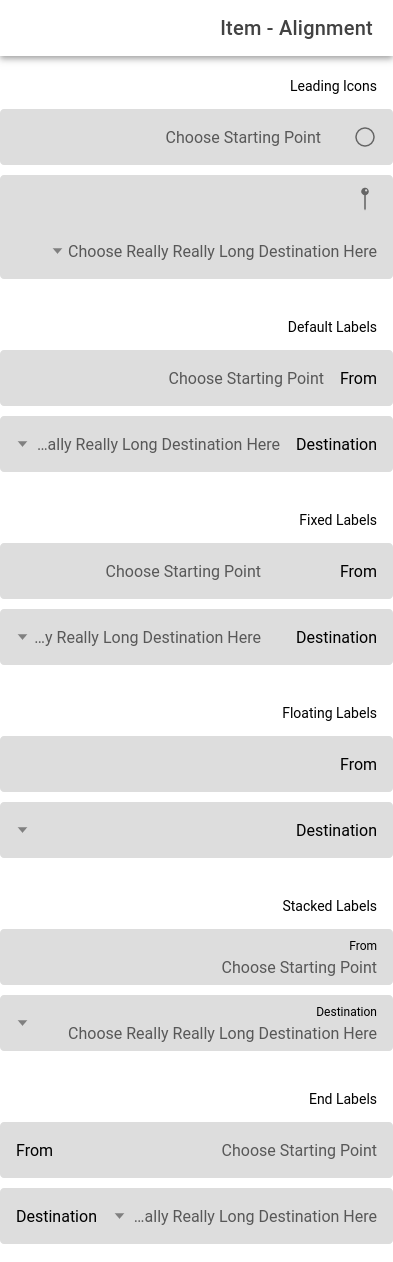 Item - Alignment
Leading Icons
Choose Starting Point
Choose Really Really Long Destination Here
Default Labels
From Choose Starting Point
Destination ...ally Really Long Destination Here
Fixed Labels
From Choose Starting Point
Destination ...y Really Long Destination Here
Floating Labels
From
Destination
Stacked Labels
From
Choose Starting Point
Destination
Choose Really Really Long Destination Here
End Labels
Choose Starting Point From
...ally Really Long Destination Here Destination